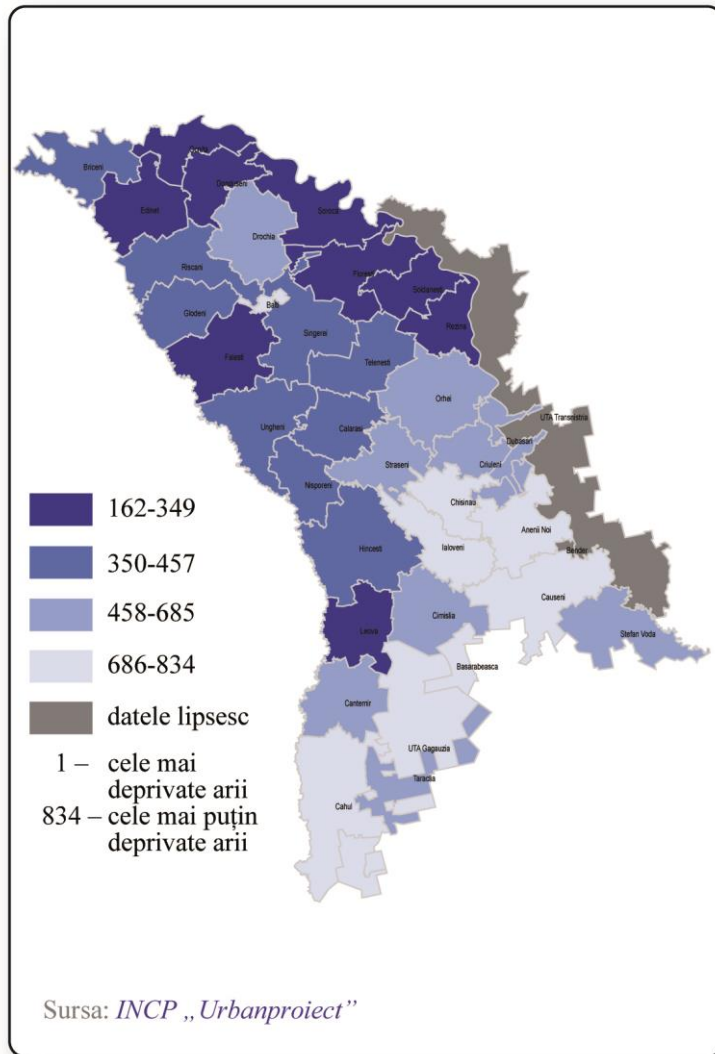 Briceni
Ocnita
Donduseni
Edinet
Soroca
Drochia
Riscani
Floresti
Soldanesti
Balti
Glodeni
Rezina
Singerei
Falesti
Telenesti
Orhei
UTA Transnistria
Ungheni
Calarasi
Dubasari
Straseni
Criuleni
Nisporeni
Chisinau
Anenii Noi
Hincesti
Ialoveni
Bender
Causeni
Cimislia
Leova
Stefan Voda
Basarabeasca
Cantemir
UTA Gagauzia
Taraclia
Cahul
162-349
350-457
458-685
686-834
datele lipsesc
1 – cele mai
deprivate arii
834 – cele mai puțin
deprivate arii
Sursa: INCP „Urbanproiect”